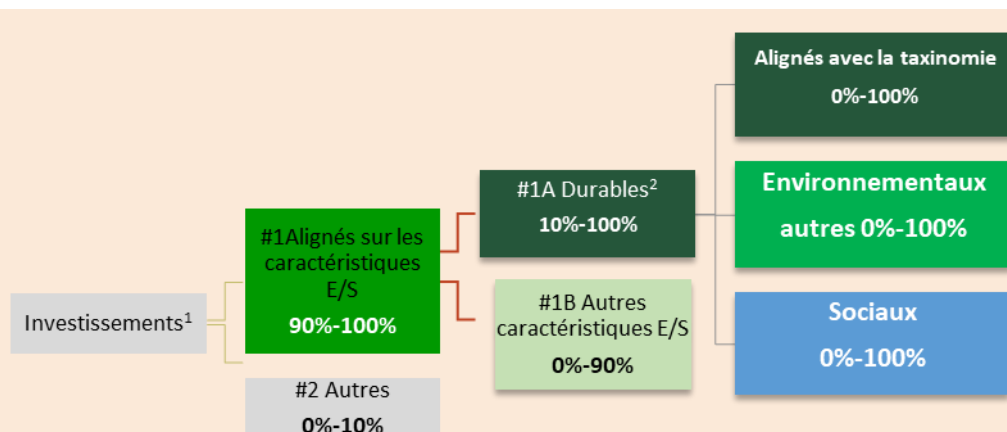 Investissements¹
#1Alignés sur les
caractéristiques
E/S
90%-100%
#2 Autres
0%-10%
#1A Durables²
10%-100%
#1B Autres
caractéristiques E/S
0%-90%
Alignés avec la taxinomie
0%-100%
Environnementaux
autres 0%-100%
Sociaux
0%-100%